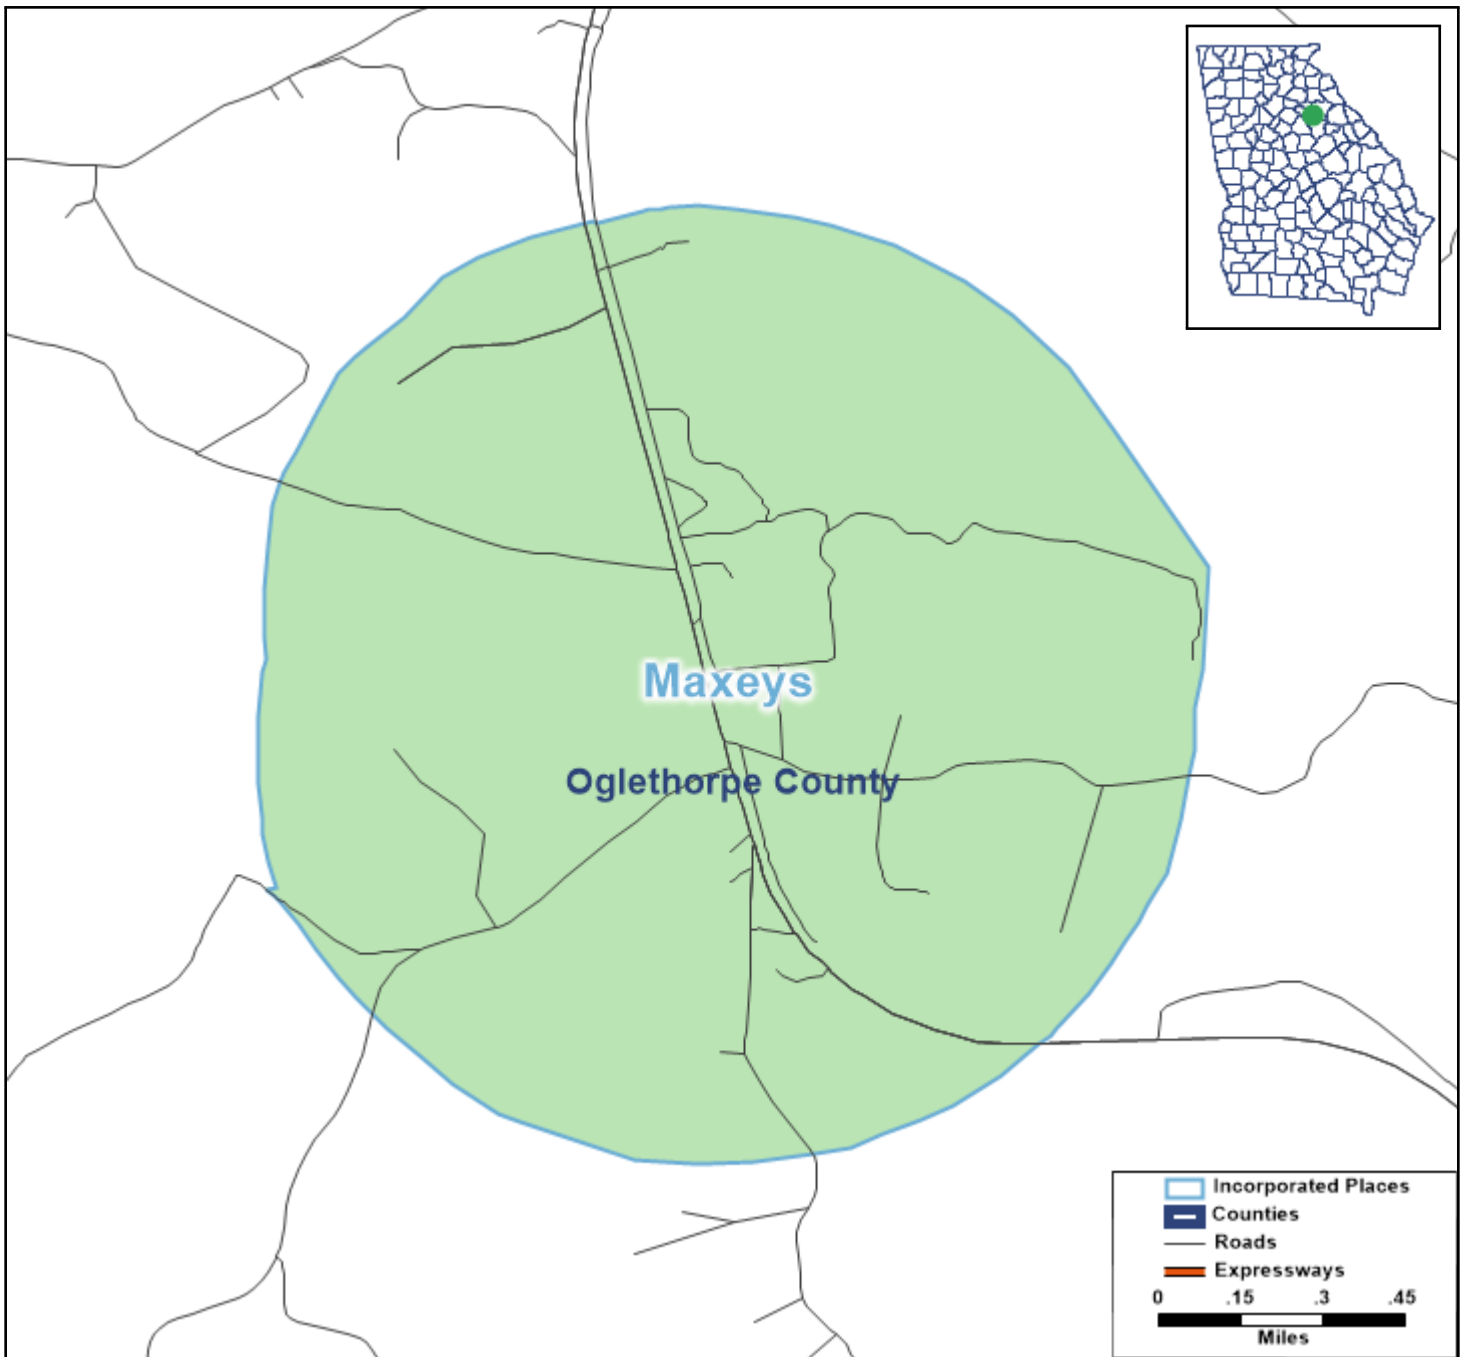 Maxeys
Oglethorpe County
Incorporated Places
Counties
Roads
Expressways
0 .15 .3 .45
Miles